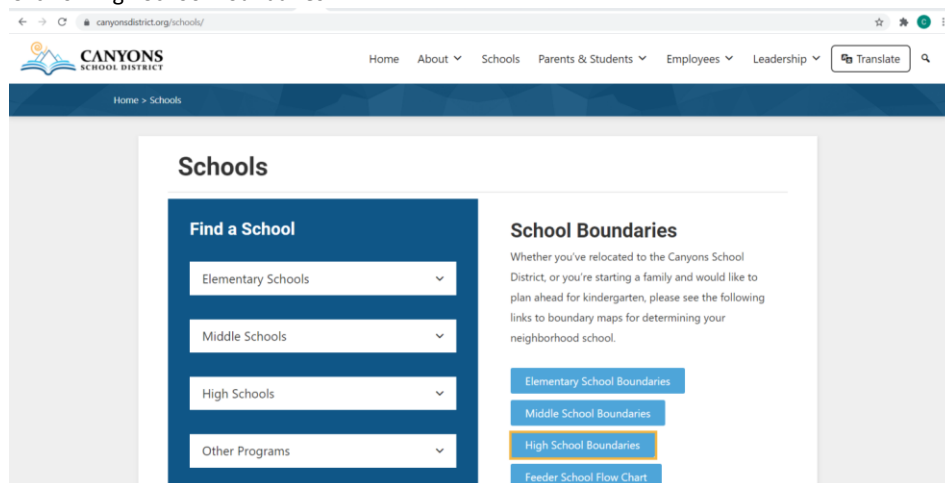 canyonsdistrict.org/schools/
C
CANYONS
SCHOOL DISTRICT
Home About Schools Parents & Students Employees Leadership Translate
Home > Schools
Schools
Find a School
Elementary Schools
Middle Schools
High Schools
Other Programs
School Boundaries
Whether you've relocated to the Canyons School
District, or you're starting a family and would like to
plan ahead for kindergarten, please see the following
links to boundary maps for determining your
neighborhood school.
Elementary School Boundaries
Middle School Boundaries
High School Boundaries
Feeder School Flow Chart